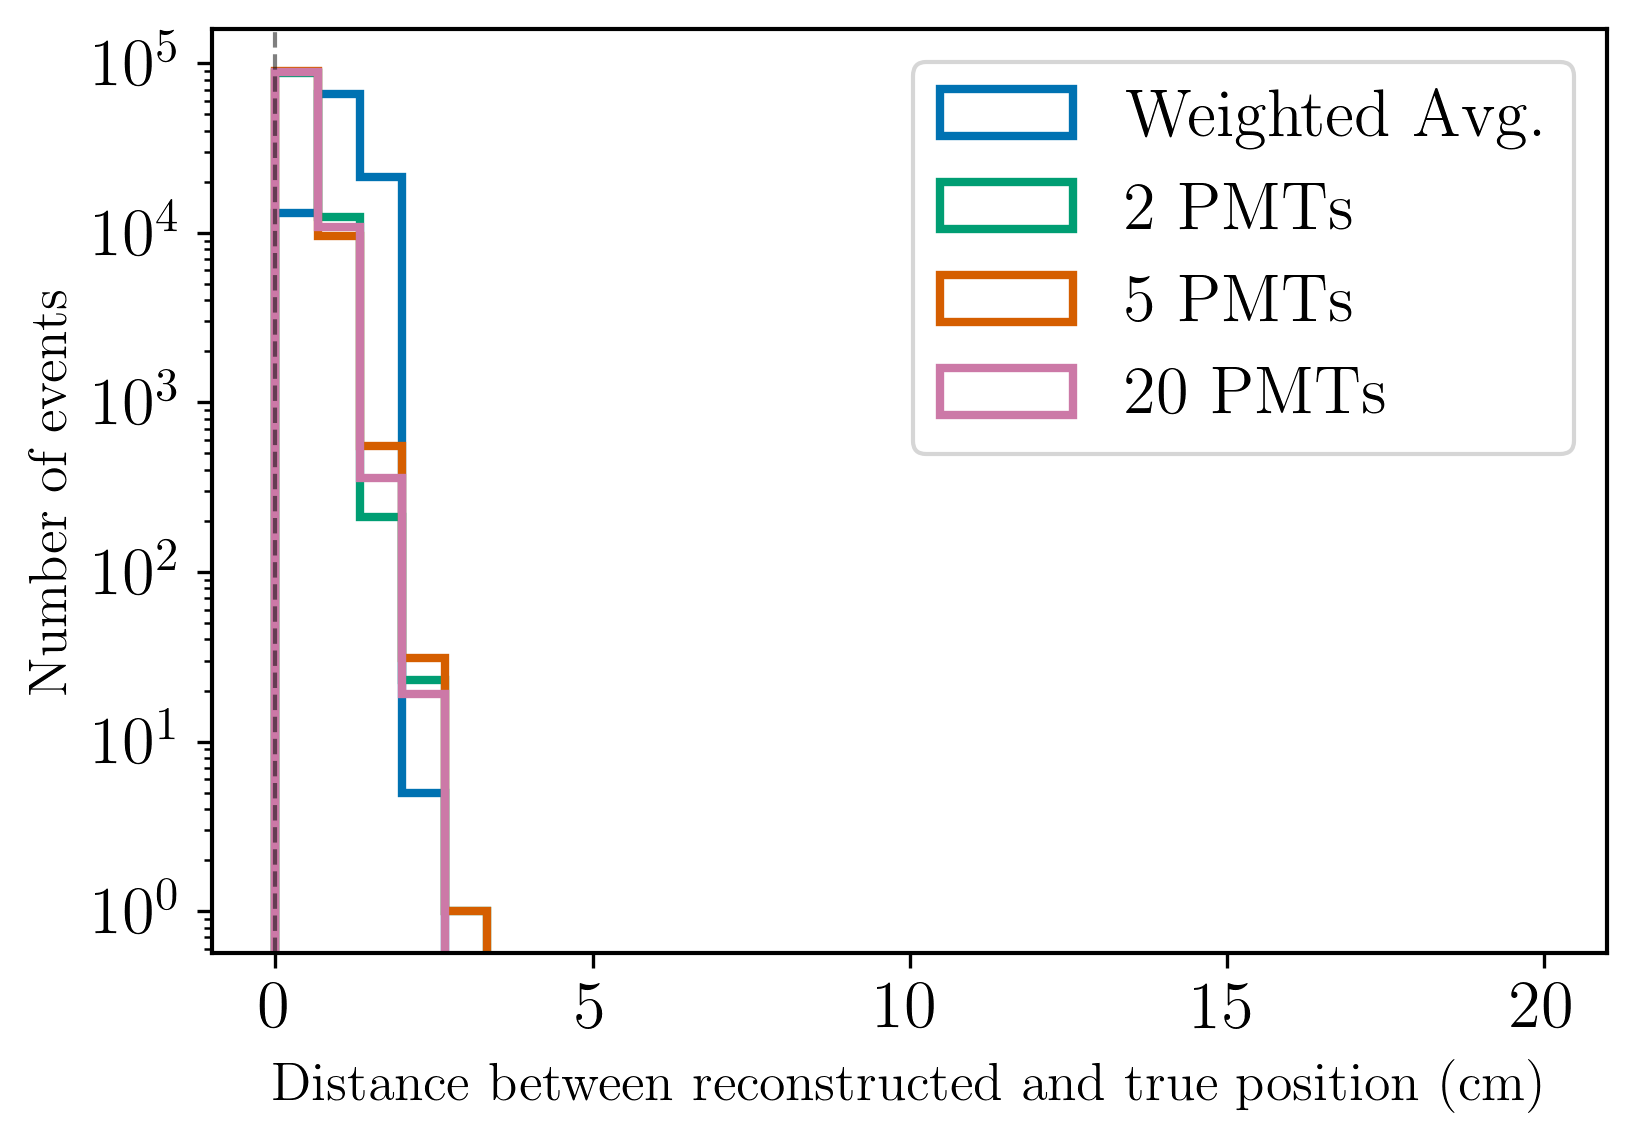 10^5
10^4
10^3
10^2
10^1
10^0
Number of events
Weighted Avg.
2 PMTs
5 PMTs
20 PMTs
0 5 10 15 20
Distance between reconstructed and true position (cm)